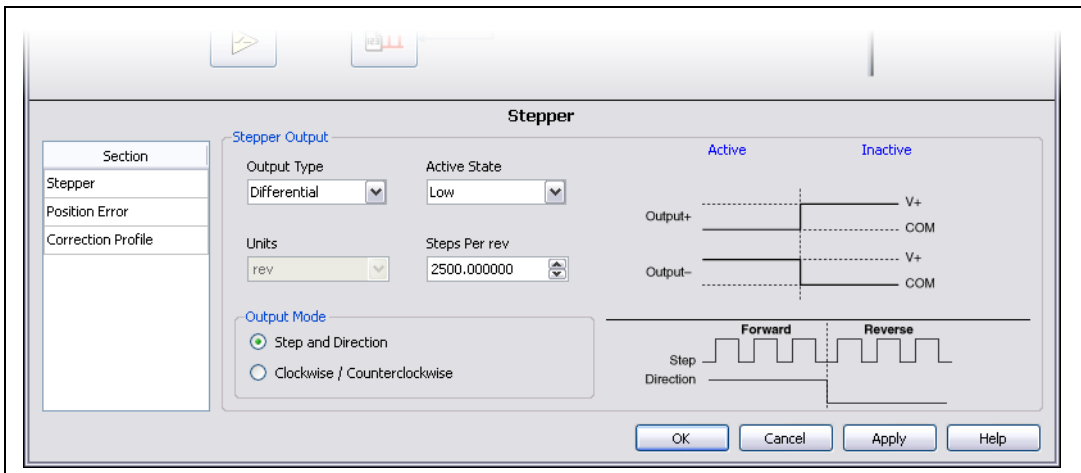 Stepper
Section
Stepper
Position Error
Correction Profile
Stepper Output
Output Type
Active State
Differential
Low
Units
Steps Per rev
rev
2500.000000
Output Mode
Step and Direction
Clockwise / Counterclockwise
Active
Inactive
Output+
V+
COM
Output–
V+
COM
Forward
Reverse
Step
Direction
OK
Cancel
Apply
Help